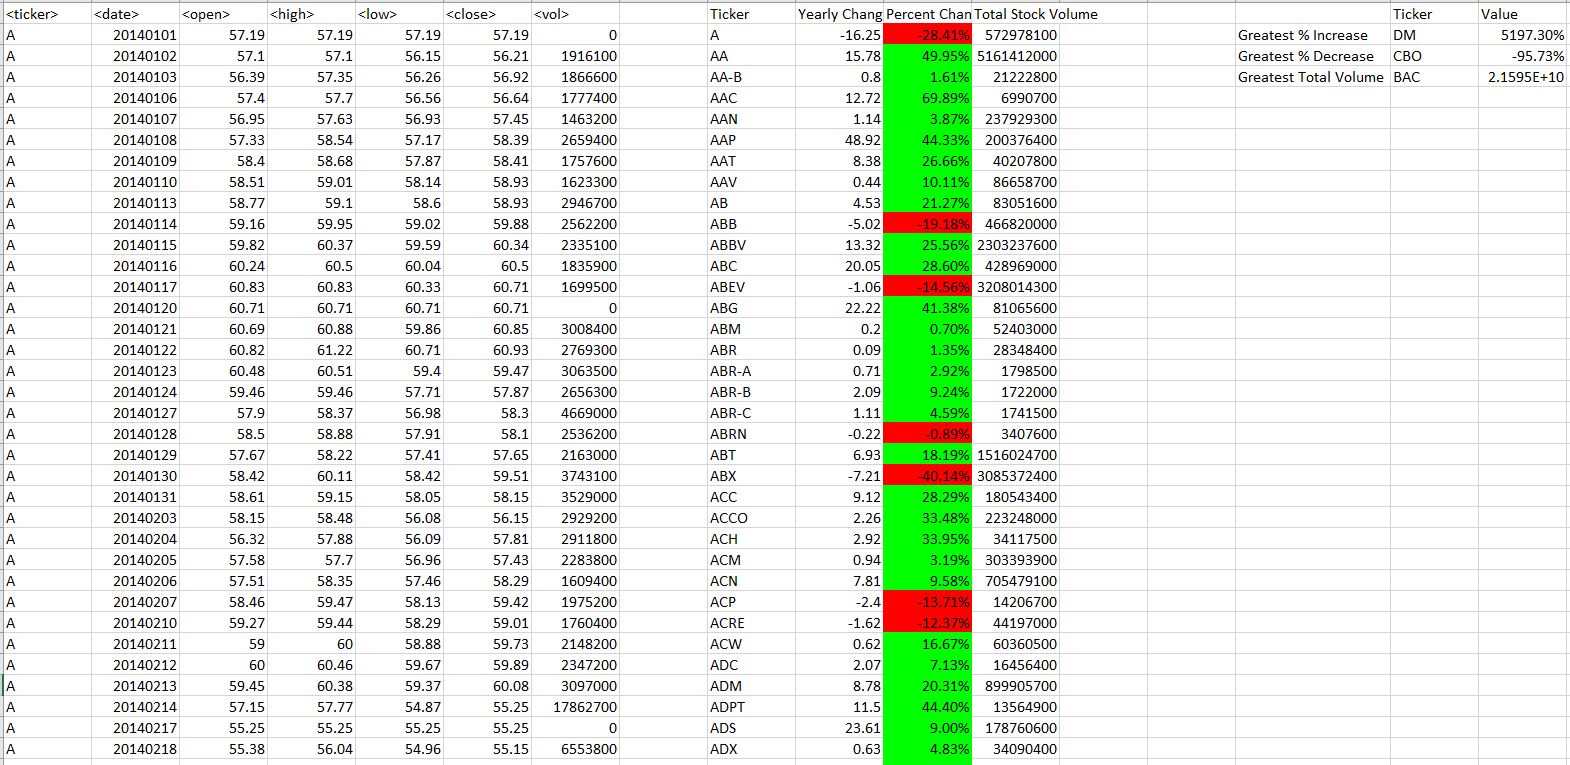 <ticker> <date> <open> <high> <low> <close> <vol> Ticker Yearly Chang Percent Chan Total Stock Volume Ticker Value
A 20140101 57.19 57.19 57.19 57.19 0 A -16.25 -28.41% 572978100 Greatest % Increase DM 5197.30%
A 20140102 57.1 57.1 56.15 56.21 1916100 AA 15.78 49.95% 5161412000 Greatest % Decrease CBO -95.73%
A 20140103 56.39 57.35 56.26 56.92 1866600 AA-B 0.8 1.61% 21222800 Greatest Total Volume BAC 2.1595E+10
A 20140106 57.4 57.7 56.56 56.64 1777400 AAC 12.72 69.89% 6990700
A 20140107 56.95 57.63 56.93 57.45 1463200 AAN 1.14 3.87% 237929300
A 20140108 57.33 58.54 57.17 58.39 2659400 AAP 48.92 44.33% 200376400
A 20140109 58.4 58.68 57.87 58.41 1757600 AAT 8.38 26.66% 40207800
A 20140110 58.51 59.01 58.14 58.93 1623300 AAV 0.44 10.11% 86658700
A 20140113 58.77 59.1 58.6 58.93 2946700 AB 4.53 21.27% 83051600
A 20140114 59.16 59.95 59.02 59.88 2562200 ABB -5.02 -19.18% 466820000
A 20140115 59.82 60.37 59.59 60.34 2335100 ABBV 13.32 25.56% 2303237600
A 20140116 60.24 60.5 60.04 60.5 1835900 ABC 20.05 28.60% 428969000
A 20140117 60.83 60.83 60.33 60.71 1699500 ABEV -1.06 -14.56% 3208014300
A 20140120 60.71 60.71 60.71 60.71 0 ABG 22.22 41.38% 81065600
A 20140121 60.69 60.88 59.86 60.85 3008400 ABM 0.2 0.70% 52403000
A 20140122 60.82 61.22 60.71 60.93 2769300 ABR 0.09 1.35% 28348400
A 20140123 60.48 60.51 59.4 59.47 3063500 ABR-A 0.71 2.92% 1798500
A 20140124 59.46 59.46 57.71 57.87 2656300 ABR-B 2.09 9.24% 1722000
A 20140127 57.9 58.37 56.98 58.3 4669000 ABR-C 1.11 4.59% 1741500
A 20140128 58.5 58.88 57.91 58.1 2536200 ABRN -0.22 -0.89% 3407600
A 20140129 57.67 58.22 57.41 57.65 2163000 ABT 6.93 18.19% 1516024700
A 20140130 58.42 60.11 58.42 59.51 3743100 ABX -7.21 -40.14% 3085372400
A 20140131 58.61 59.15 58.05 58.15 3529000 ACC 9.12 28.29% 180543400
A 20140203 58.15 58.48 56.08 56.15 2929200 ACCO 2.26 33.48% 223248000
A 20140204 56.32 57.88 56.09 57.81 2911800 ACH 2.92 33.95% 34117500
A 20140205 57.58 57.7 56.96 57.43 2283800 ACM 0.94 3.19% 303393900
A 20140206 57.51 58.35 57.46 58.29 1609400 ACN 7.81 9.58% 705479100
A 20140207 58.46 59.47 58.13 59.42 1975200 ACP -2.4 -13.71% 14206700
A 20140210 59.27 59.44 58.29 59.01 1760400 ACRE -1.62 -12.37% 44197000
A 20140211 59 60 58.88 59.73 2148200 ACW 0.62 16.67% 60360500
A 20140212 60 60.46 59.67 59.89 2347200 ADC 2.07 7.13% 16456400
A 20140213 59.45 60.38 59.37 60.08 3097000 ADM 8.78 20.31% 899905700
A 20140214 57.15 57.77 54.87 55.25 17862700 ADPT 11.5 44.40% 13564900
A 20140217 55.25 55.25 55.25 55.25 0 ADS 23.61 9.00% 178760600
A 20140218 55.38 56.04 54.96 55.15 6553800 ADX 0.63 4.83% 34090400